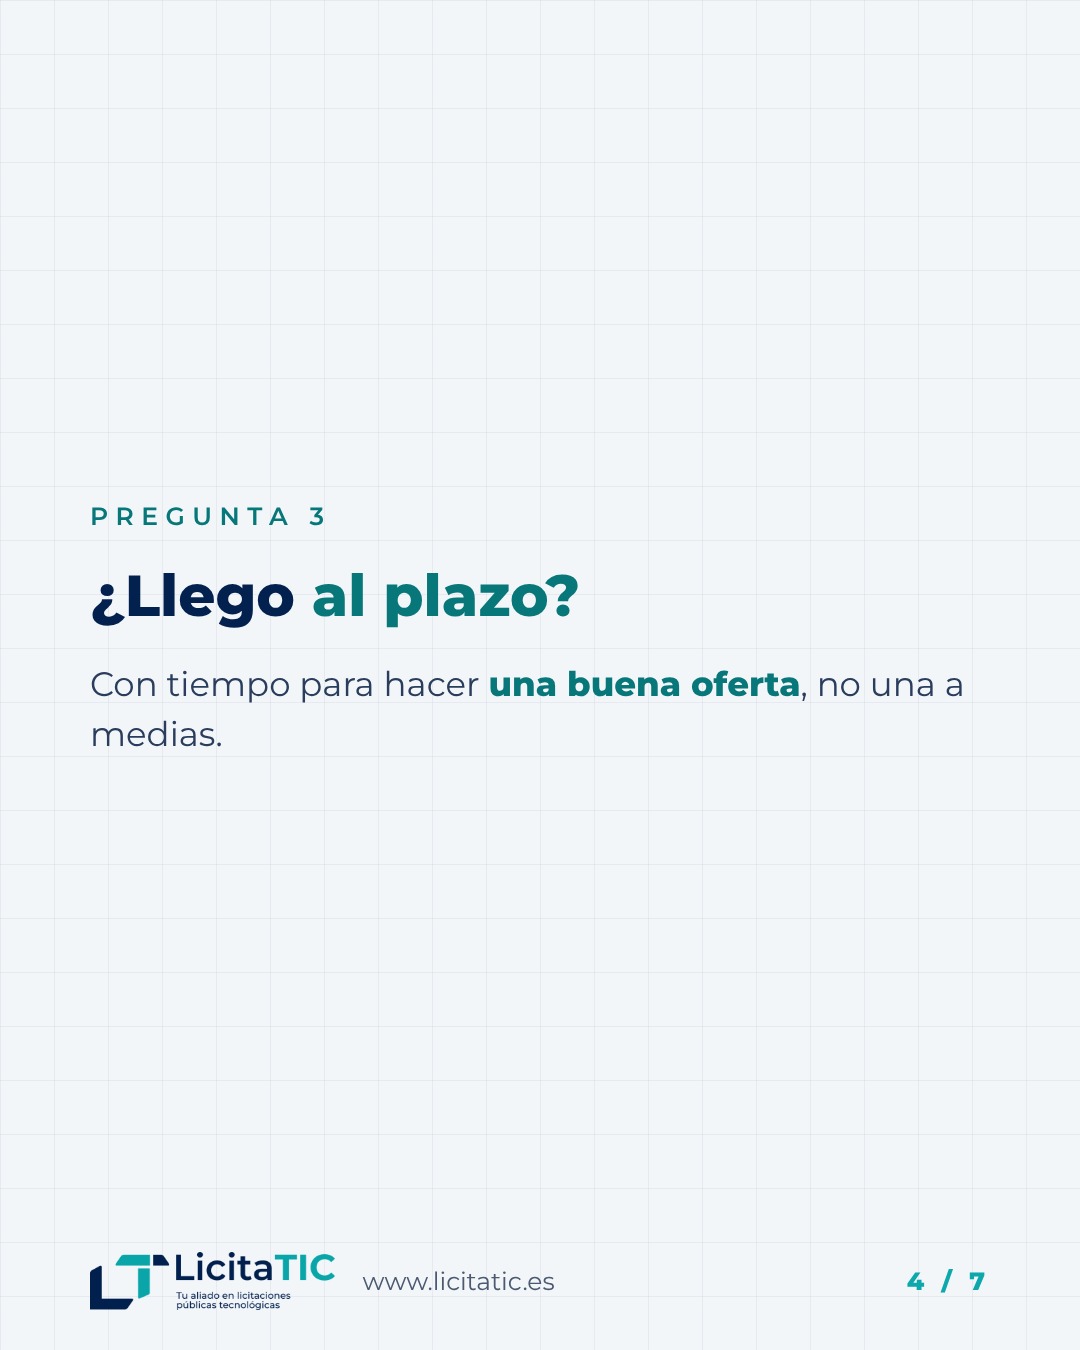 PREGUNTA 3
¿Llego al plazo?
Con tiempo para hacer una buena oferta, no una a
medias.
LicitaTIC
Tu aliado en licitaciones
públicas tecnológicas
www.licitatic.es
4 / 7